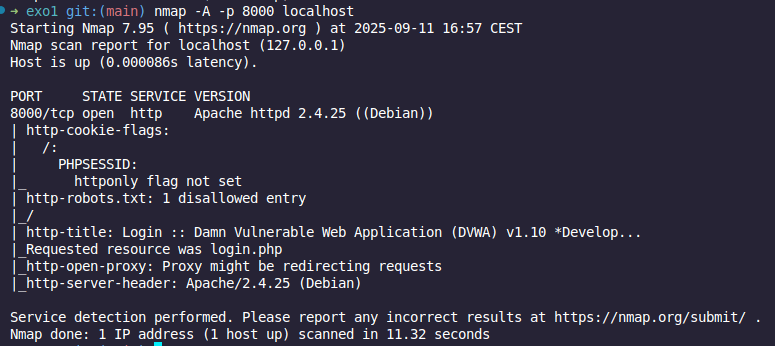 → exo1 git:(main) nmap -A -p 8000 localhost
Starting Nmap 7.95 ( https://nmap.org ) at 2025-09-11 16:57 CEST
Nmap scan report for localhost (127.0.0.1)
Host is up (0.000086s latency).

PORT     STATE SERVICE VERSION
8000/tcp open  http    Apache httpd 2.4.25 ((Debian))
| http-cookie-flags:
|   /:
|     PHPSESSID:
|_      httponly flag not set
| http-robots.txt: 1 disallowed entry
|_/
| http-title: Login :: Damn Vulnerable Web Application (DVWA) v1.10 *Develop...
|_Requested resource was login.php
|_http-open-proxy: Proxy might be redirecting requests
|_http-server-header: Apache/2.4.25 (Debian)

Service detection performed. Please report any incorrect results at https://nmap.org/submit/ .
Nmap done: 1 IP address (1 host up) scanned in 11.32 seconds